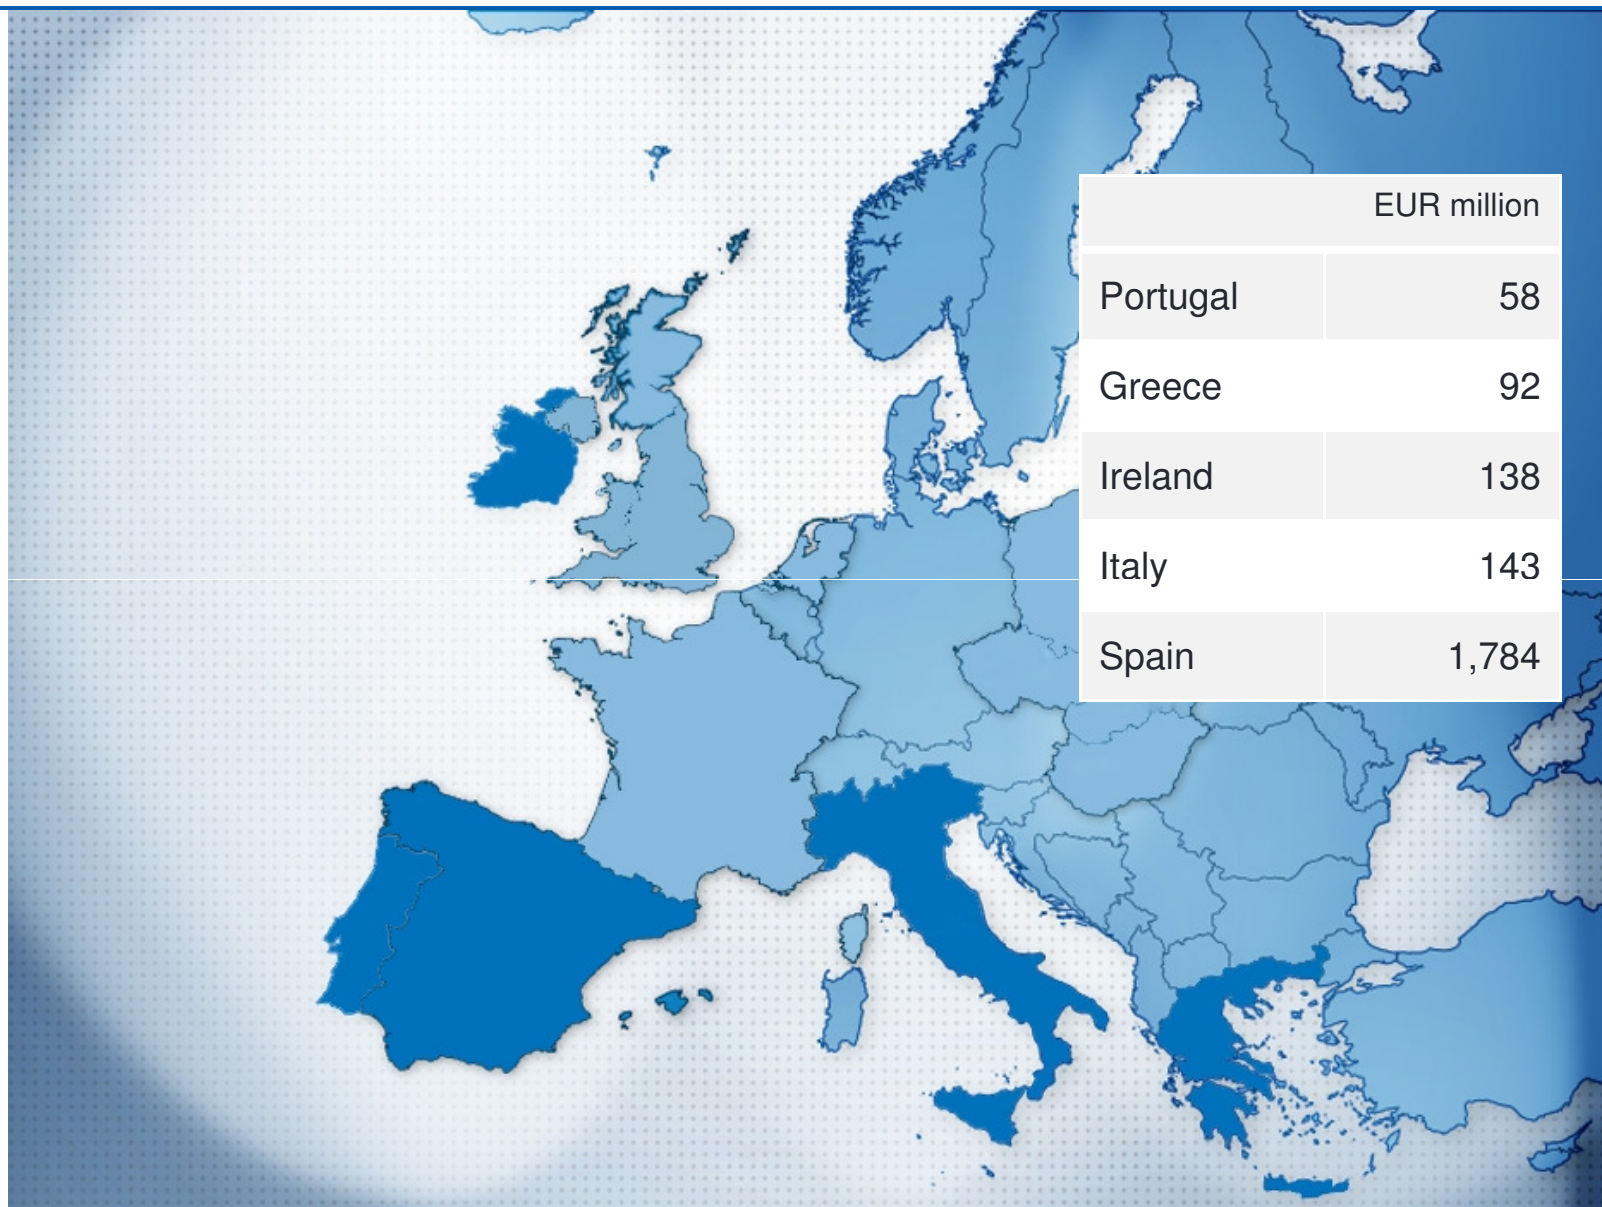 EUR million
Portugal 58
Greece 92
Ireland 138
Italy 143
Spain 1,784